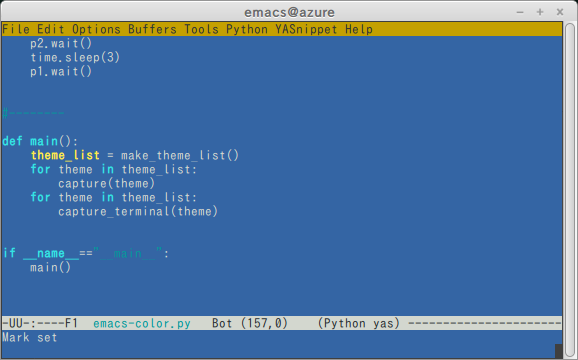 emacs@azure
File Edit Options Buffers Tools Python YASnippet Help
    p2.wait()
    time.sleep(3)
    p1.wait()
#--------
def main():
    theme_list = make_theme_list()
    for theme in theme_list:
        capture(theme)
    for theme in theme_list:
        capture_terminal(theme)
if __name__=="__main__":
    main()
-UU-:----F1  emacs-color.py   Bot (157,0)    (Python yas) ----------------------
Mark set